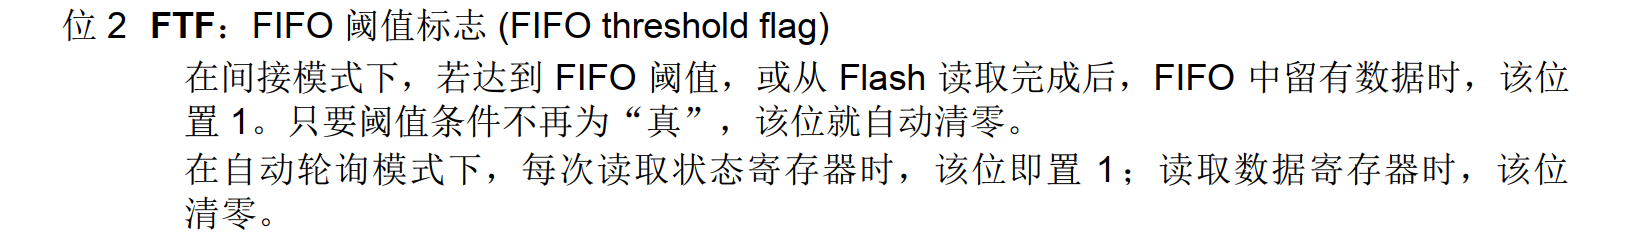 位 2 FTF：FIFO 阈值标志 (FIFO threshold flag)
在间接模式下，若达到 FIFO 阈值，或从 Flash 读取完成后，FIFO 中留有数据时，该位
置 1。只要阈值条件不再为“真”，该位就自动清零。
在自动轮询模式下，每次读取状态寄存器时，该位即置 1；读取数据寄存器时，该位
清零。